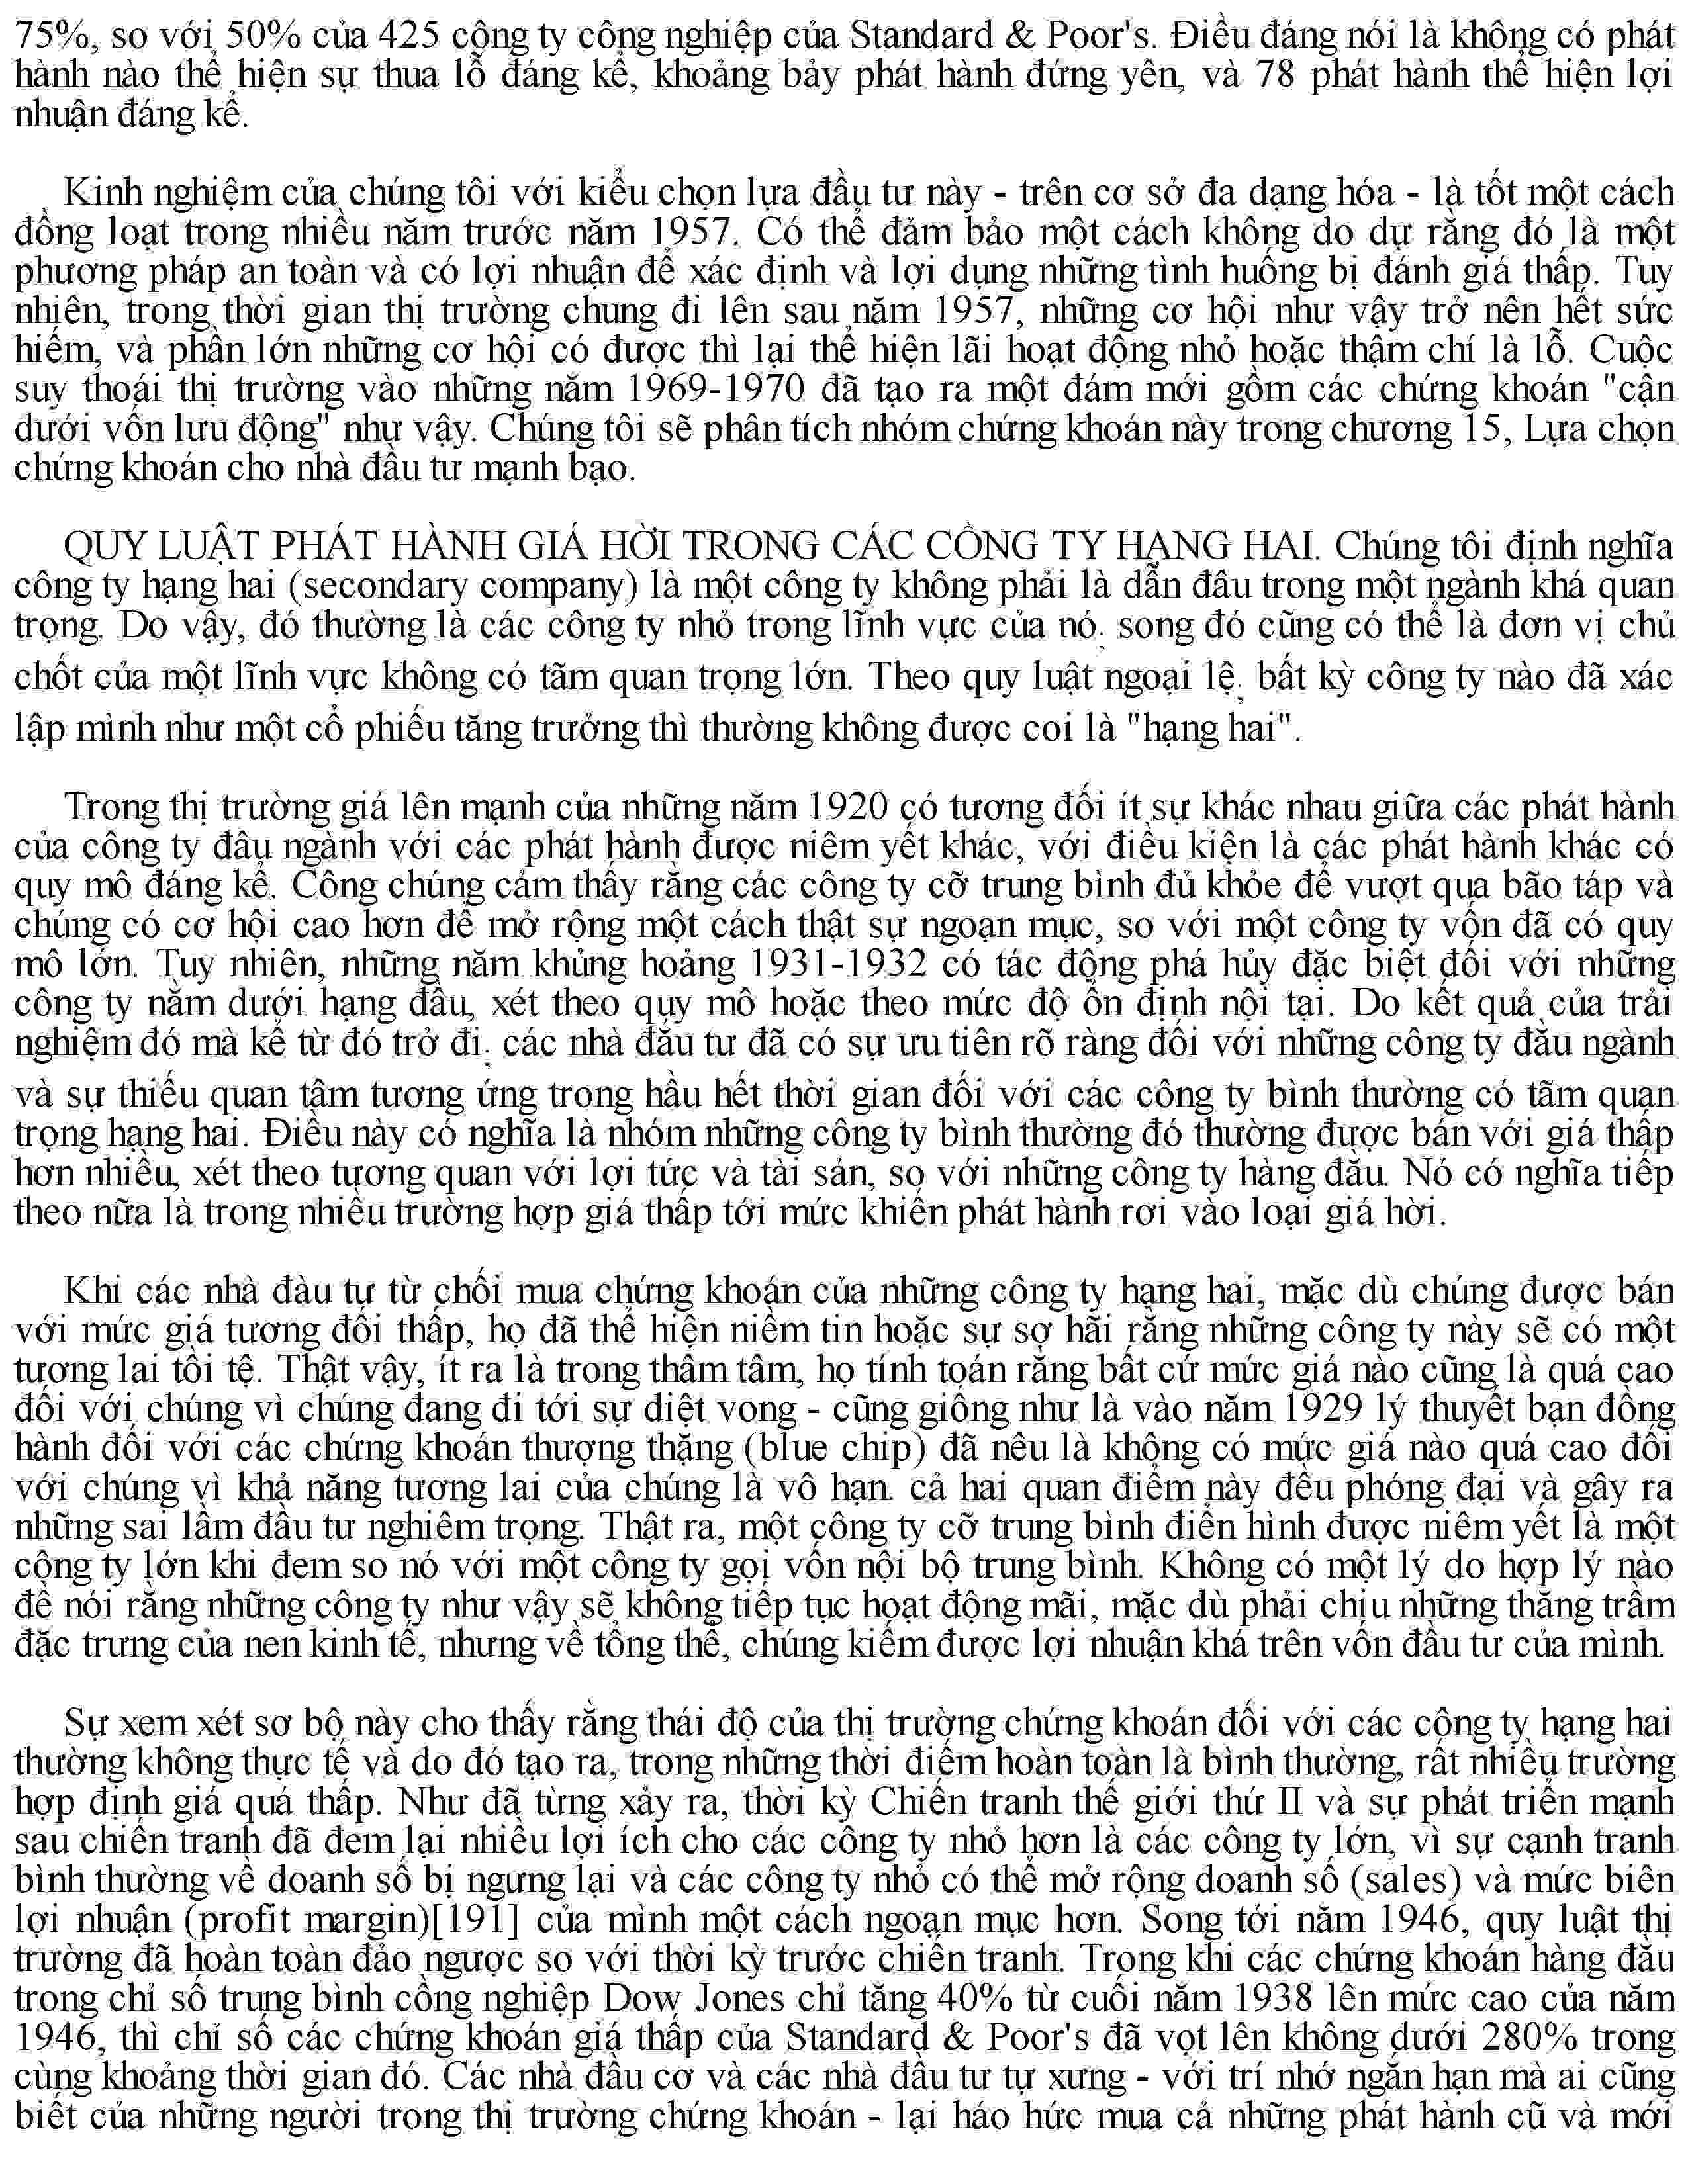 75%, so với 50% của 425 công ty công nghiệp của Standard & Poor's. Điều đáng nói là không có phát
hành nào thể hiện sự thua lỗ đáng kể, khoảng bảy phát hành đứng yên, và 78 phát hành thể hiện lợi
nhuận đáng kể.
Kinh nghiệm của chúng tôi với kiểu chọn lựa đầu tư này - trên cơ sở đa dạng hóa - là tốt một cách
đồng loạt trong nhiều năm trước năm 1957. Có thể đảm bảo một cách không do dự rằng đó là một
phương pháp an toàn và có lợi nhuận để xác định và lợi dụng những tình huống bị đánh giá thấp. Tuy
nhiên, trong thời gian thị trường chung đi lên sau năm 1957, những cơ hội như vậy trở nên hết sức
hiếm, và phần lớn những cơ hội có được thì lại thể hiện lãi hoạt động nhỏ hoặc thậm chí là lỗ. Cuộc
suy thoái thị trường vào những năm 1969-1970 đã tạo ra một đám mới gồm các chứng khoán "cận
dưới vốn lưu động" như vậy. Chúng tôi sẽ phân tích nhóm chứng khoán này trong chương 15, Lựa chọn
chứng khoán cho nhà đầu tư mạnh bạo.
QUY LUẬT PHÁT HÀNH GIÁ HỜI TRONG CÁC CỒNG TY HẠNG HAI. Chúng tôi định nghĩa
công ty hạng hai (secondary company) là một công ty không phải là dẫn đâu trong một ngành khá quan
trọng. Do vậy, đó thường là các công ty nhỏ trong lĩnh vực của nó; song đó cũng có thể là đơn vị chủ
chốt của một lĩnh vực không có tãm quan trọng lớn. Theo quy luật ngoại lệ; bất kỳ công ty nào đã xác
lập mình như một cổ phiếu tăng trưởng thì thường không được coi là "hạng hai".
Trong thị trường giá lên mạnh của những năm 1920 có tương đối ít sự khác nhau giữa các phát hành
của công ty đâu ngành với các phát hành được niêm yết khác, với điều kiện là các phát hành khác có
quy mô đáng kể. Công chúng cảm thấy rằng các công ty cỡ trung bình đủ khỏe để vượt qua bão táp và
chúng có cơ hội cao hơn để mở rộng một cách thật sự ngoạn mục, so với một công ty vốn đã có quy
mô lớn. Tuy nhiên, những năm khủng hoảng 1931-1932 có tác động phá hủy đặc biệt đối với những
công ty nằm dưới hạng đầu, xét theo quy mô hoặc theo mức độ ổn định nội tại. Do kết quả của trải
nghiệm đó mà kể từ đó trở đi; các nhà đầu tư đã có sự ưu tiên rõ ràng đối với những công ty đầu ngành
và sự thiếu quan tâm tương ứng trong hầu hết thời gian đối với các công ty bình thường có tãm quan
trọng hạng hai. Điều này có nghĩa là nhóm những công ty bình thường đó thường được bán với giá thấp
hơn nhiều, xét theo tương quan với lợi tức và tài sản, so với những công ty hàng đầu. Nó có nghĩa tiếp
theo nữa là trong nhiều trường hợp giá thấp tới mức khiến phát hành rơi vào loại giá hời.
Khi các nhà đàu tư từ chối mua chứng khoán của những công ty hạng hai, mặc dù chúng được bán
với mức giá tương đối thấp, họ đã thể hiện niềm tin hoặc sự sợ hãi rằng những công ty này sẽ có một
tương lai tồi tệ. Thật vậy, ít ra là trong thậm tâm, họ tính toán rằng bất cứ mức giá nào cũng là quá cao
đối với chúng vì chúng đang đi tới sự diệt vong - cũng giống như là vào năm 1929 lý thuyết bạn đồng
hành đối với các chứng khoán thượng thặng (blue chip) đã nêu là không có mức giá nào quá cao đối
với chúng vì khả năng tương lai của chúng là vô hạn. cả hai quan điểm này đều phóng đại và gây ra
những sai lầm đầu tư nghiêm trọng. Thật ra, một công ty cỡ trung bình điển hình được niêm yết là một
công ty lớn khi đem so nó với một công ty gọi vốn nội bộ trung bình. Không có một lý do hợp lý nào
đề nói rằng những công ty như vậy sẽ không tiếp tục hoạt động mãi, mặc dù phải chịu những thăng trầm
đặc trưng của nen kinh tế, nhưng về tổng thể, chúng kiếm được lợi nhuận khá trên vốn đầu tư của mình.
Sự xem xét sơ bộ này cho thấy rằng thái độ của thị trường chứng khoán đối với các công ty hạng hai
thường không thực tế và do đó tạo ra, trong những thời điểm hoàn toàn là bình thường, rất nhiều trường
hợp định giá quá thấp. Như đã từng xảy ra, thời kỳ Chiến tranh thế giới thứ II và sự phát triển mạnh
sau chiến tranh đã đem lại nhiều lợi ích cho các công ty nhỏ hơn là các công ty lớn, vì sự cạnh tranh
bình thường về doanh số bị ngưng lại và các công ty nhỏ có thể mở rộng doanh số (sales) và mức biên
lợi nhuận (profit margin)[191] của mình một cách ngoạn mục hơn. Song tới năm 1946, quy luật thị
trường đã hoàn toàn đảo ngược so với thời kỳ trước chiến tranh. Trong khi các chứng khoán hàng đầu
trong chỉ số trung bình cồng nghiệp Dow Jones chỉ tăng 40% từ cuối năm 1938 lên mức cao của năm
1946, thì chỉ số các chứng khoán giá thấp của Standard & Poor's đã vọt lên không dưới 280% trong
cùng khoảng thời gian đó. Các nhà đầu cơ và các nhà đầu tư tự xưng - với trí nhớ ngắn hạn mà ai cũng
biết của những người trong thị trường chứng khoán - lại háo hức mua cả những phát hành cũ và mới